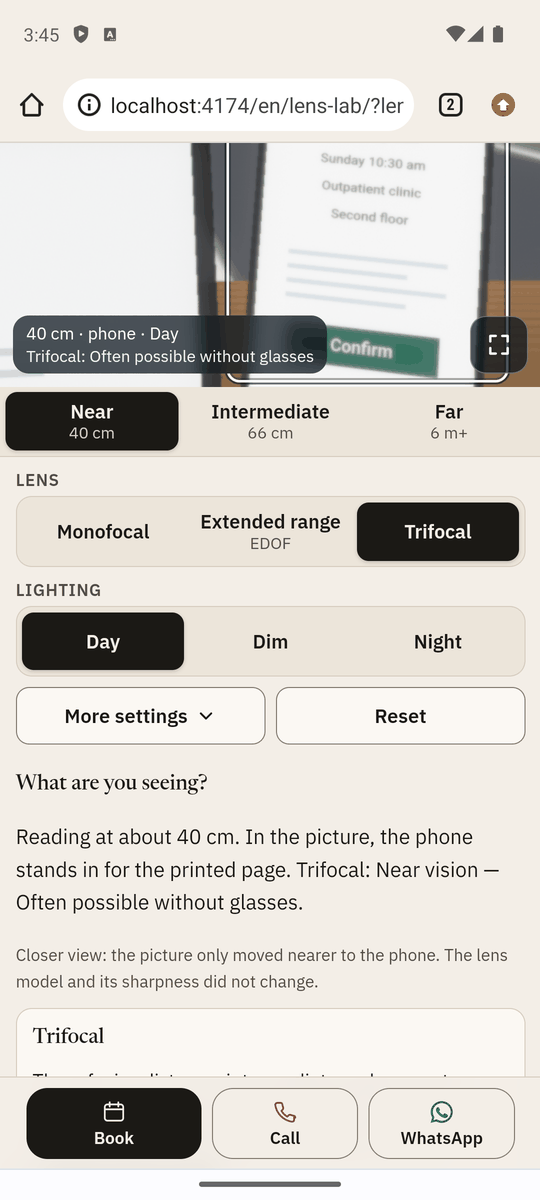 3:45
localhost:4174/en/lens-lab/?ler
2
Sunday 10:30 am
Outpatient clinic
Second floor
Confirm
40 cm · phone · Day
Trifocal: Often possible without glasses
Near
40 cm
Intermediate
66 cm
Far
6 m+
LENS
Monofocal
Extended range
EDOF
Trifocal
LIGHTING
Day
Dim
Night
More settings
Reset
What are you seeing?
Reading at about 40 cm. In the picture, the phone
stands in for the printed page. Trifocal: Near vision —
Often possible without glasses.
Closer view: the picture only moved nearer to the phone. The lens
model and its sharpness did not change.
Trifocal
Book
Call
WhatsApp